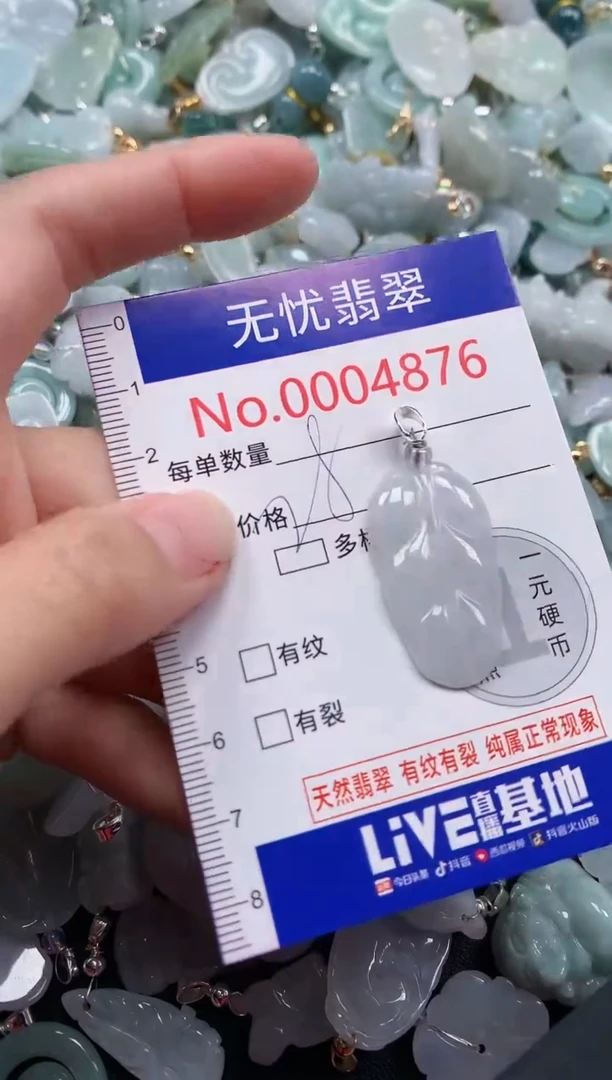 0
无忧翡翠
No.0004876
1
2
每单数量
价格
多
一元硬币
5
有纹
6
有裂
天然翡翠 有纹有裂 纯属正常现象
7
LIVE直播基地
今日头条 抖音 西瓜视频 抖音火山版
8